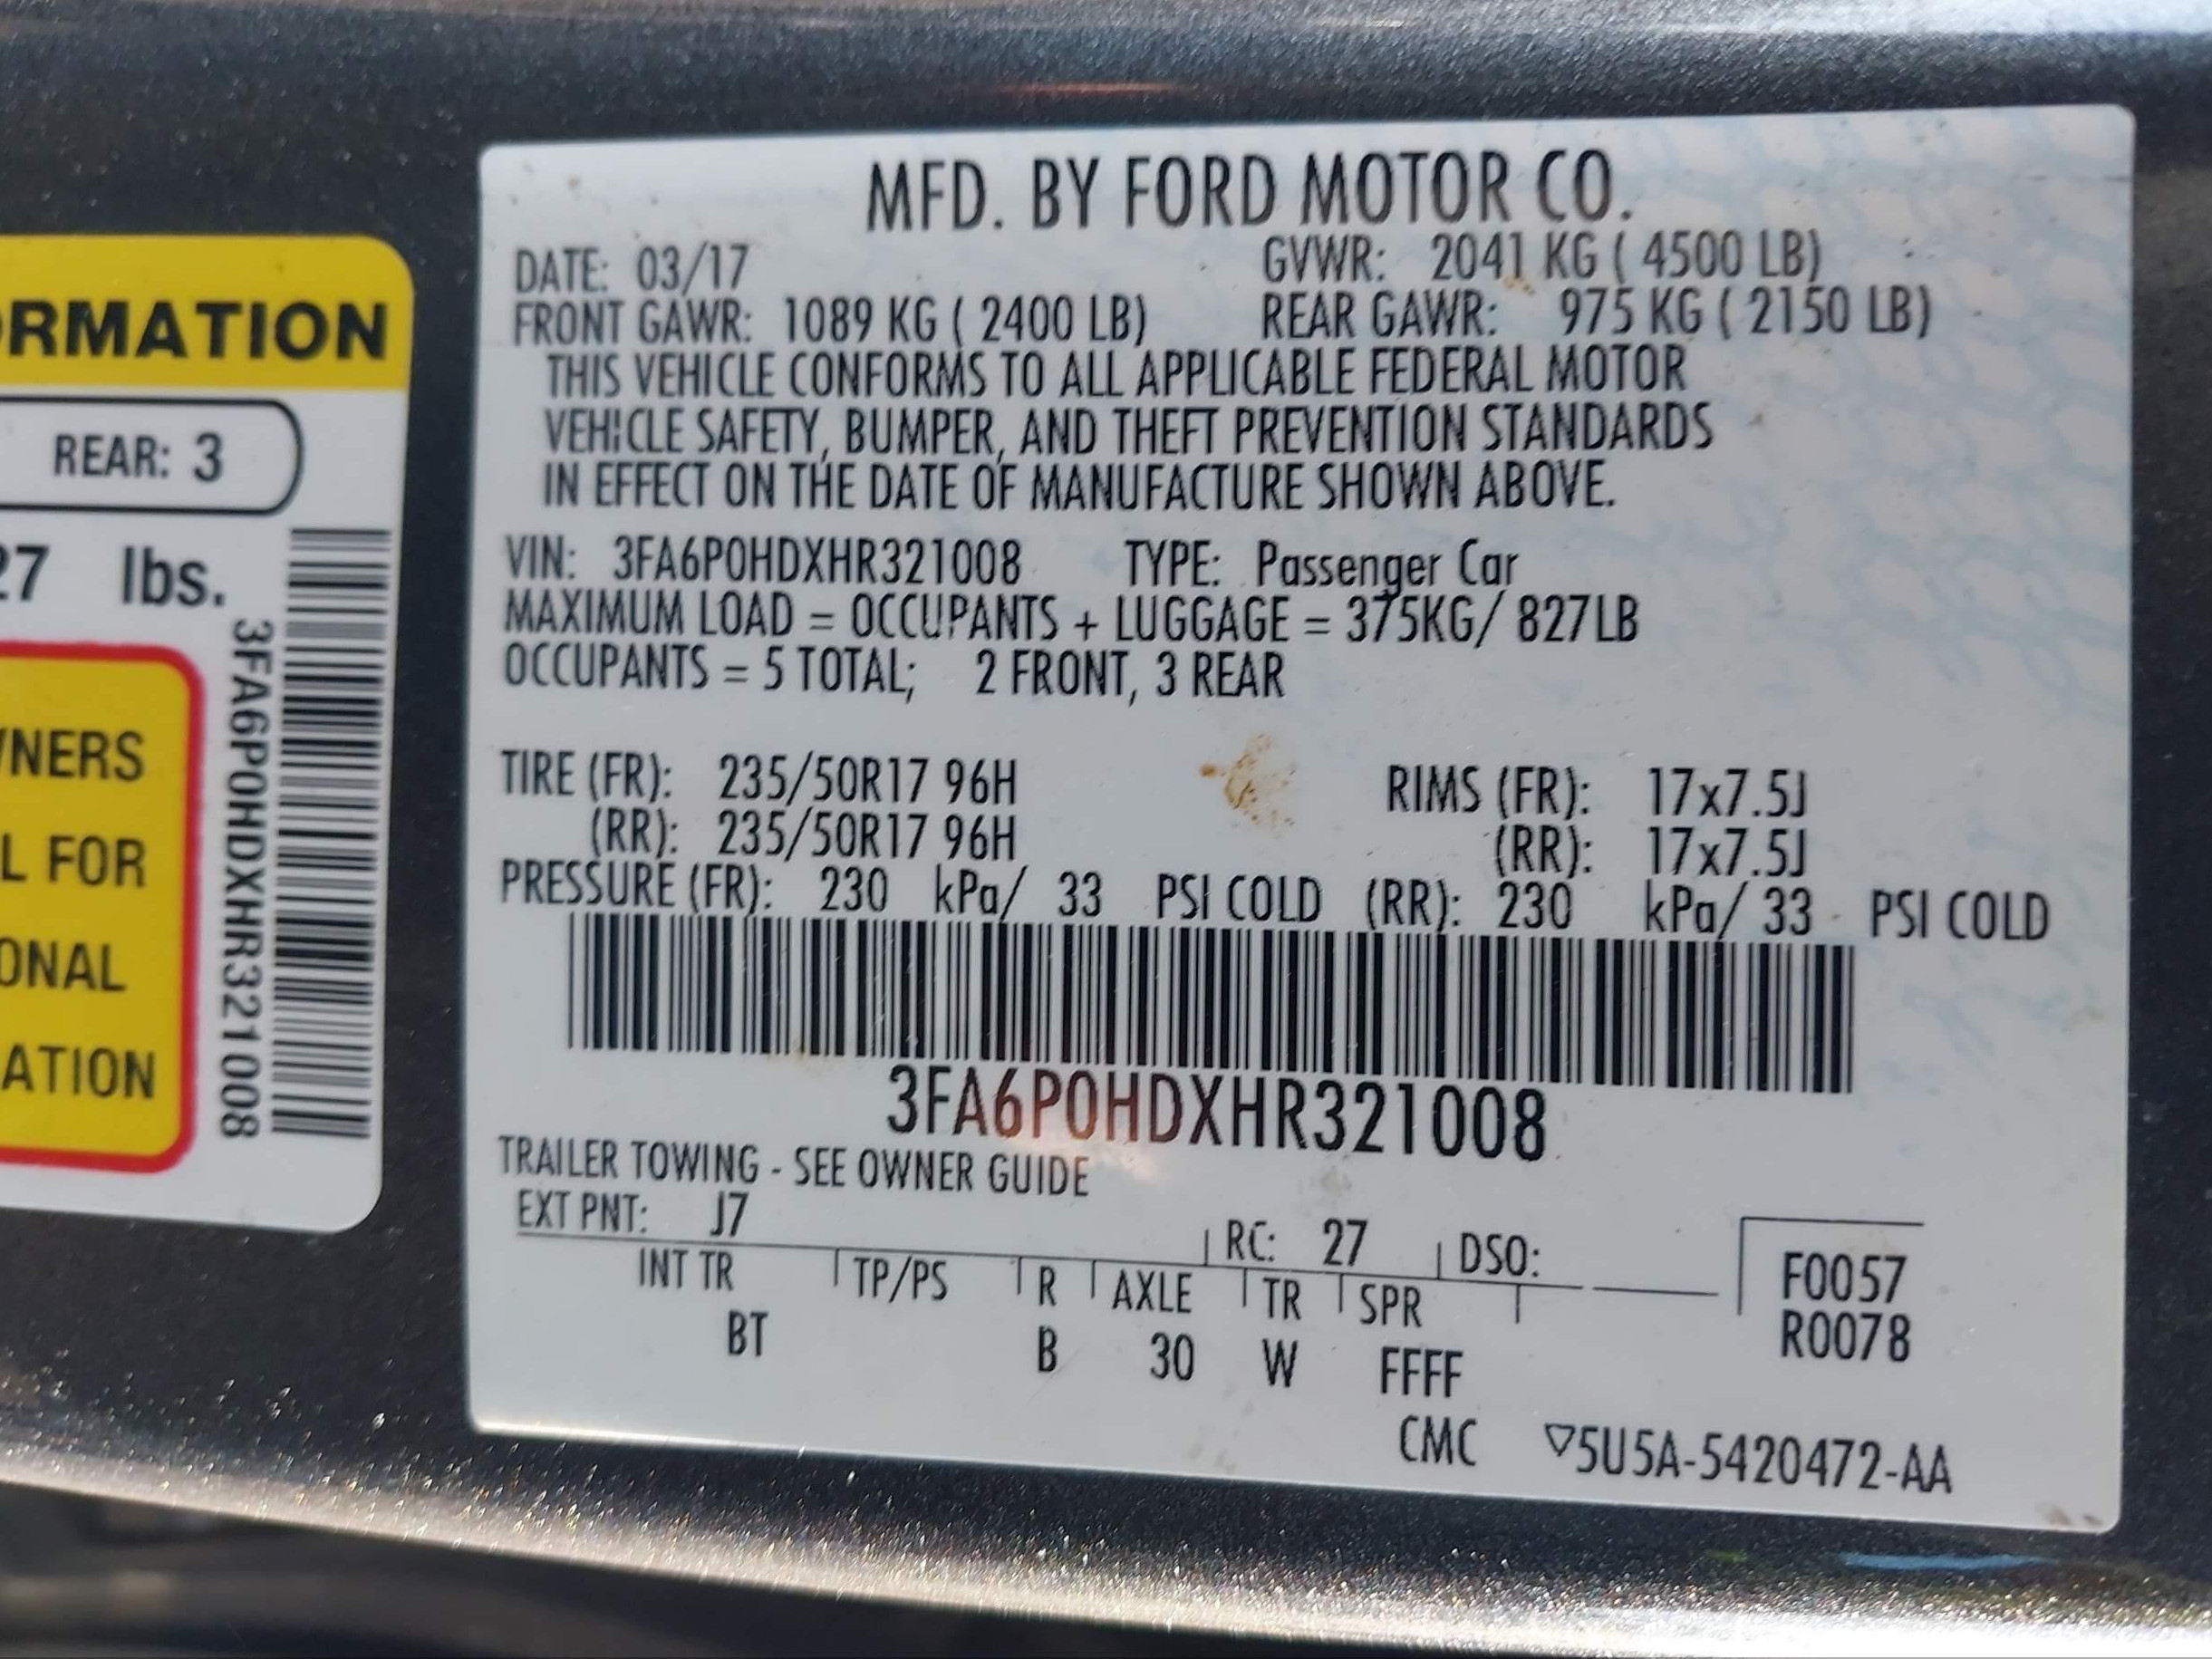 RMATION
REAR: 3
27 lbs.
3FA6P0HDXHR321008
NERS
L FOR
ONAL
ATION
MFD. BY FORD MOTOR CO.
DATE: 03/17 GVWR: 2041 KG ( 4500 LB)
FRONT GAWR: 1089 KG ( 2400 LB) REAR GAWR: 975 KG ( 2150 LB)
THIS VEHICLE CONFORMS TO ALL APPLICABLE FEDERAL MOTOR
VEHICLE SAFETY, BUMPER, AND THEFT PREVENTION STANDARDS
IN EFFECT ON THE DATE OF MANUFACTURE SHOWN ABOVE.
VIN: 3FA6P0HDXHR321008 TYPE: Passenger Car
MAXIMUM LOAD = OCCUPANTS + LUGGAGE = 375KG/ 827LB
OCCUPANTS = 5 TOTAL; 2 FRONT, 3 REAR
TIRE (FR): 235/50R17 96H RIMS (FR): 17x7.5J
(RR): 235/50R17 96H (RR): 17x7.5J
PRESSURE (FR): 230 kPa/ 33 PSI COLD (RR): 230 kPa/ 33 PSI COLD
3FA6P0HDXHR321008
TRAILER TOWING - SEE OWNER GUIDE
EXT PNT: J7 RC: 27 DSO:
F0057
INT TR TP/PS R AXLE TR SPR
R0078
BT B 30 W FFFF
CMC ▽5U5A-5420472-AA